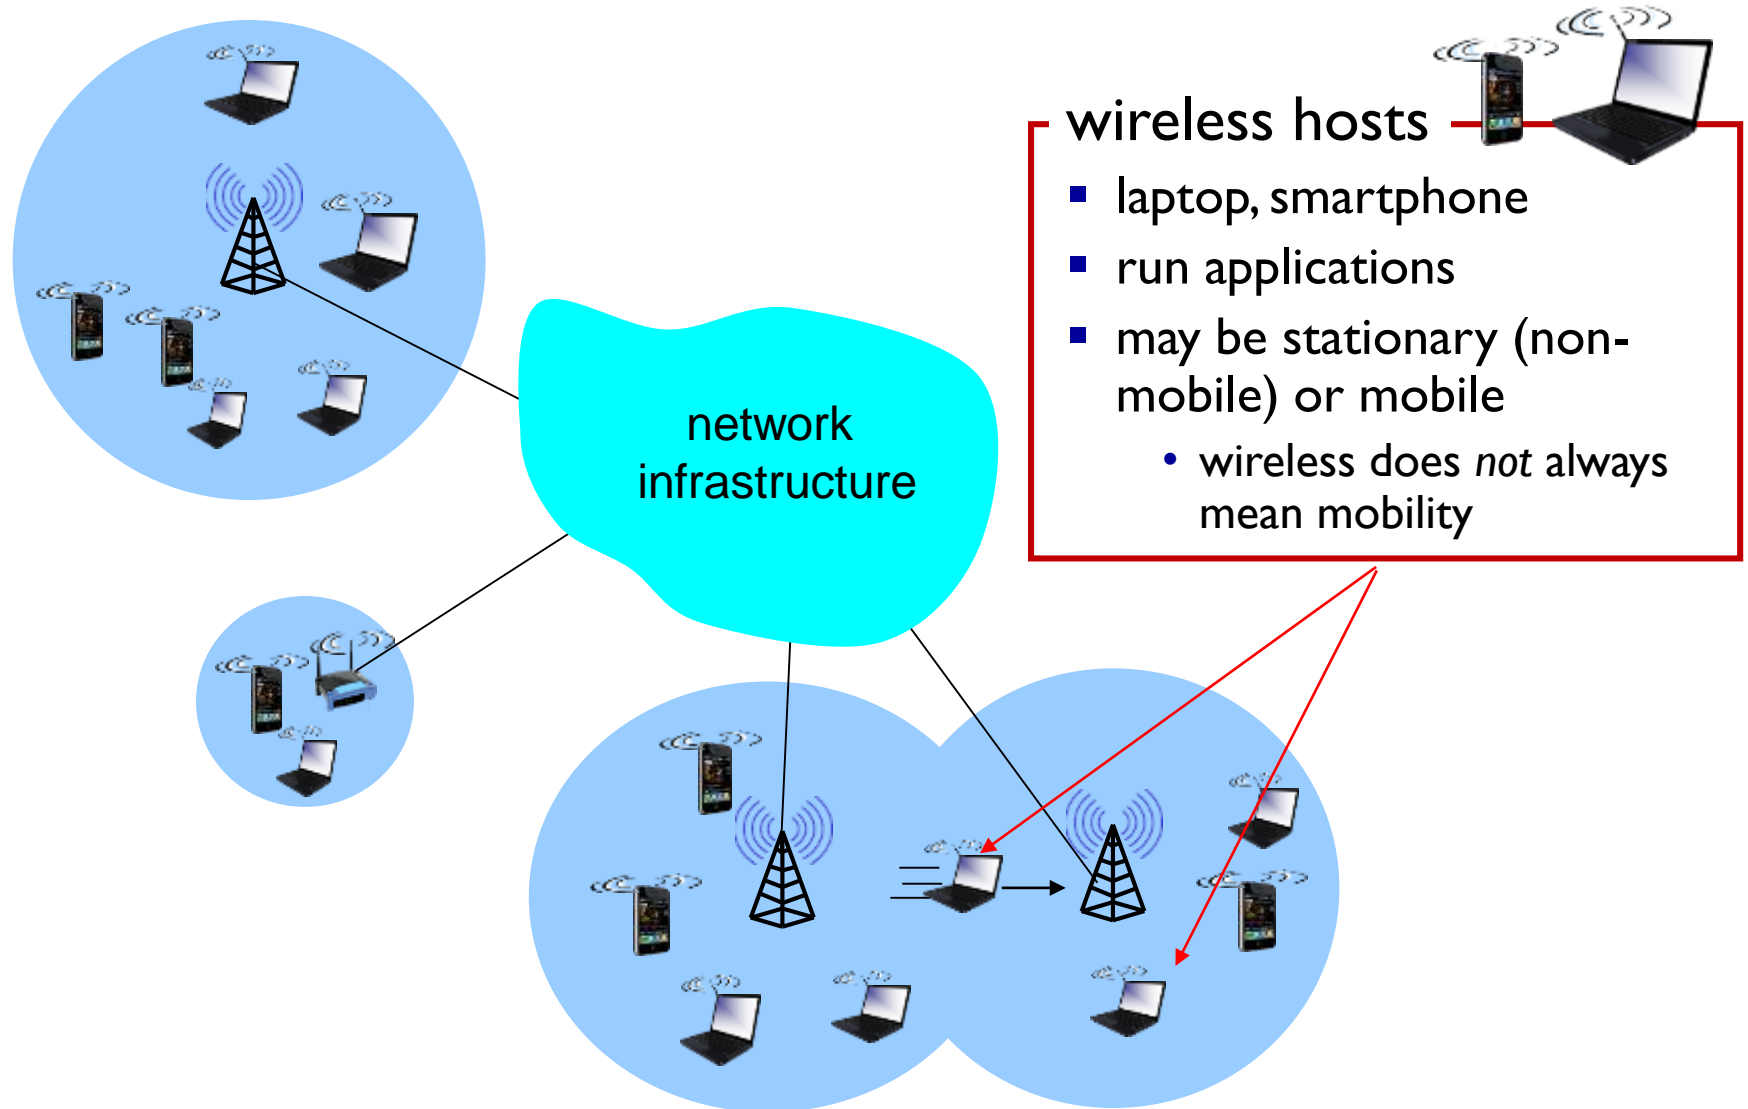 wireless hosts
laptop, smartphone
run applications
may be stationary (non-
mobile) or mobile
wireless does not always
mean mobility
network
infrastructure